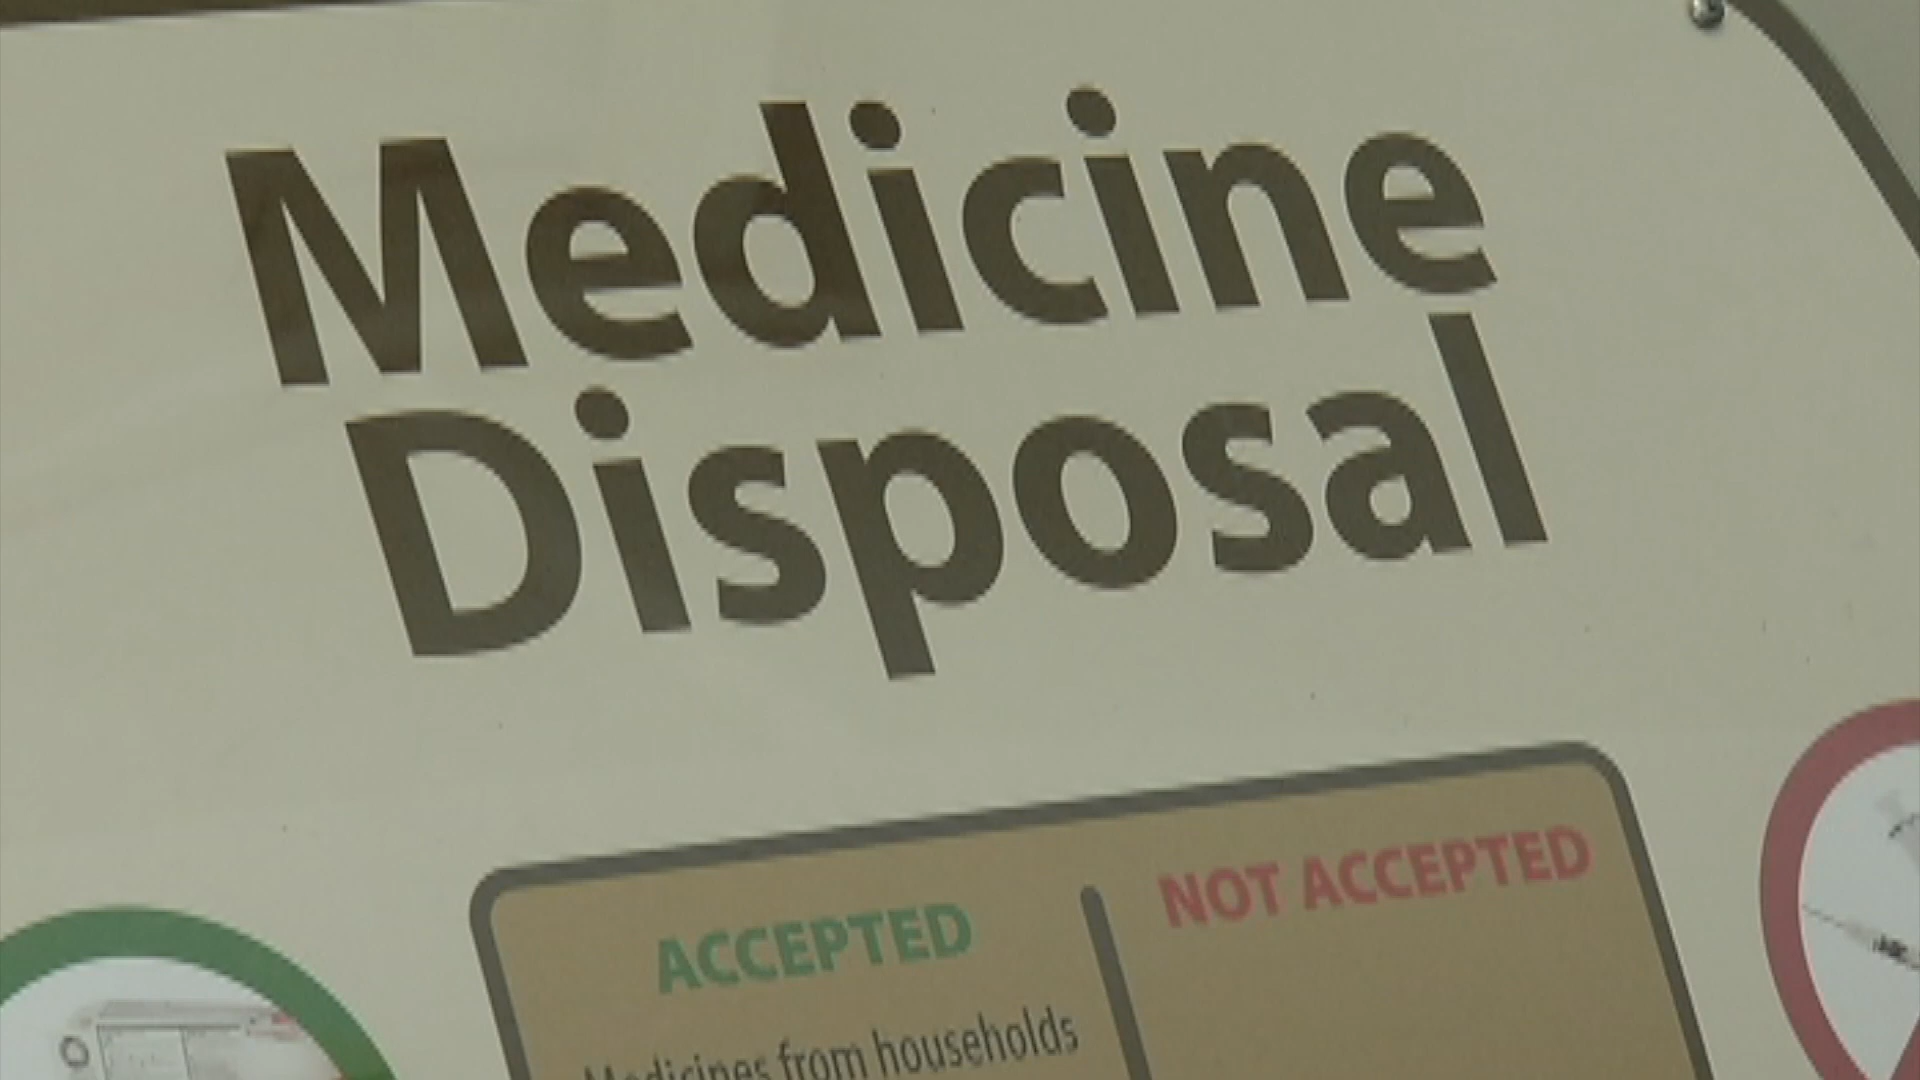 Medicine
Disposal
ACCEPTED
NOT ACCEPTED
Medicines from households